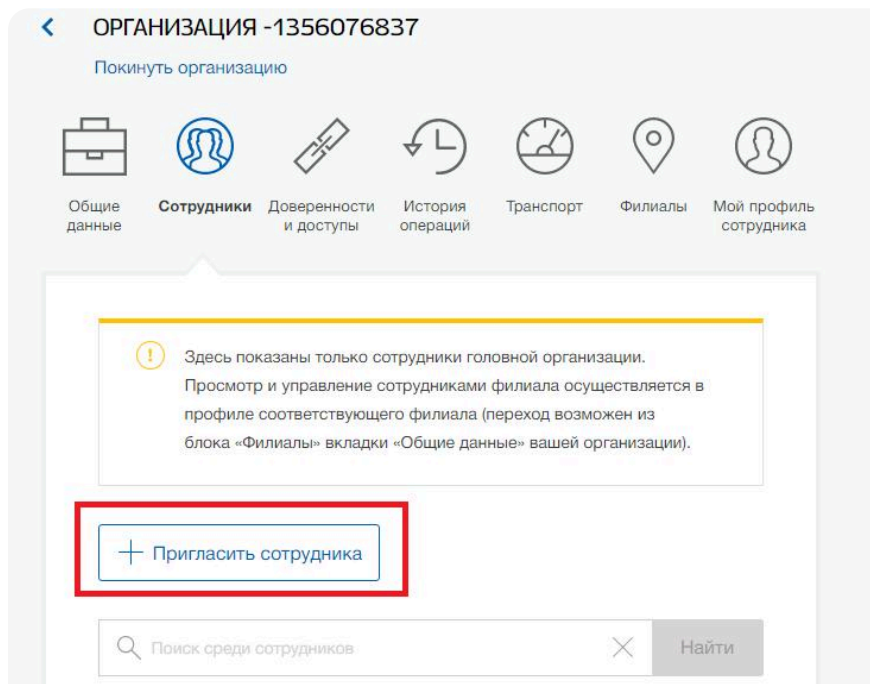 ОРГАНИЗАЦИЯ -1356076837
Покинуть организацию
Общие данные
Сотрудники
Доверенности и доступы
История операций
Транспорт
Филиалы
Мой профиль сотрудника
Здесь показаны только сотрудники головной организации.
Просмотр и управление сотрудниками филиала осуществляется в
профиле соответствующего филиала (переход возможен из
блока «Филиалы» вкладки «Общие данные» вашей организации).
Пригласить сотрудника
Поиск среди сотрудников
Найти